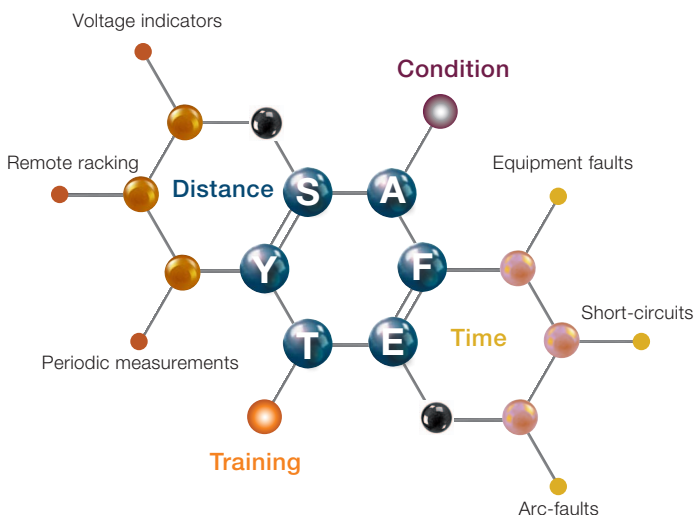 Voltage indicators
Condition
Remote racking
Equipment faults
Distance
S
A
Y
F
Short-circuits
T
E
Time
Periodic measurements
Training
Arc-faults